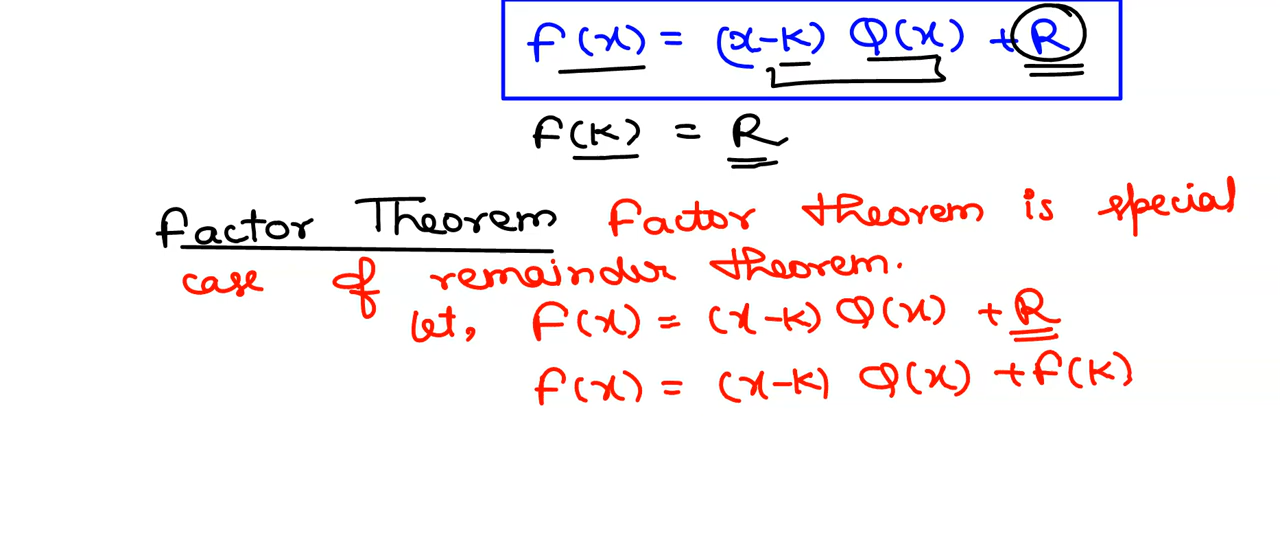 f(x) = (x-k) Q(x) + R
f(k) = R
Factor Theorem Factor theorem is special
case of remainder theorem.
let, f(x) = (x-k) Q(x) + R
f(x) = (x-k) Q(x) + f(k)